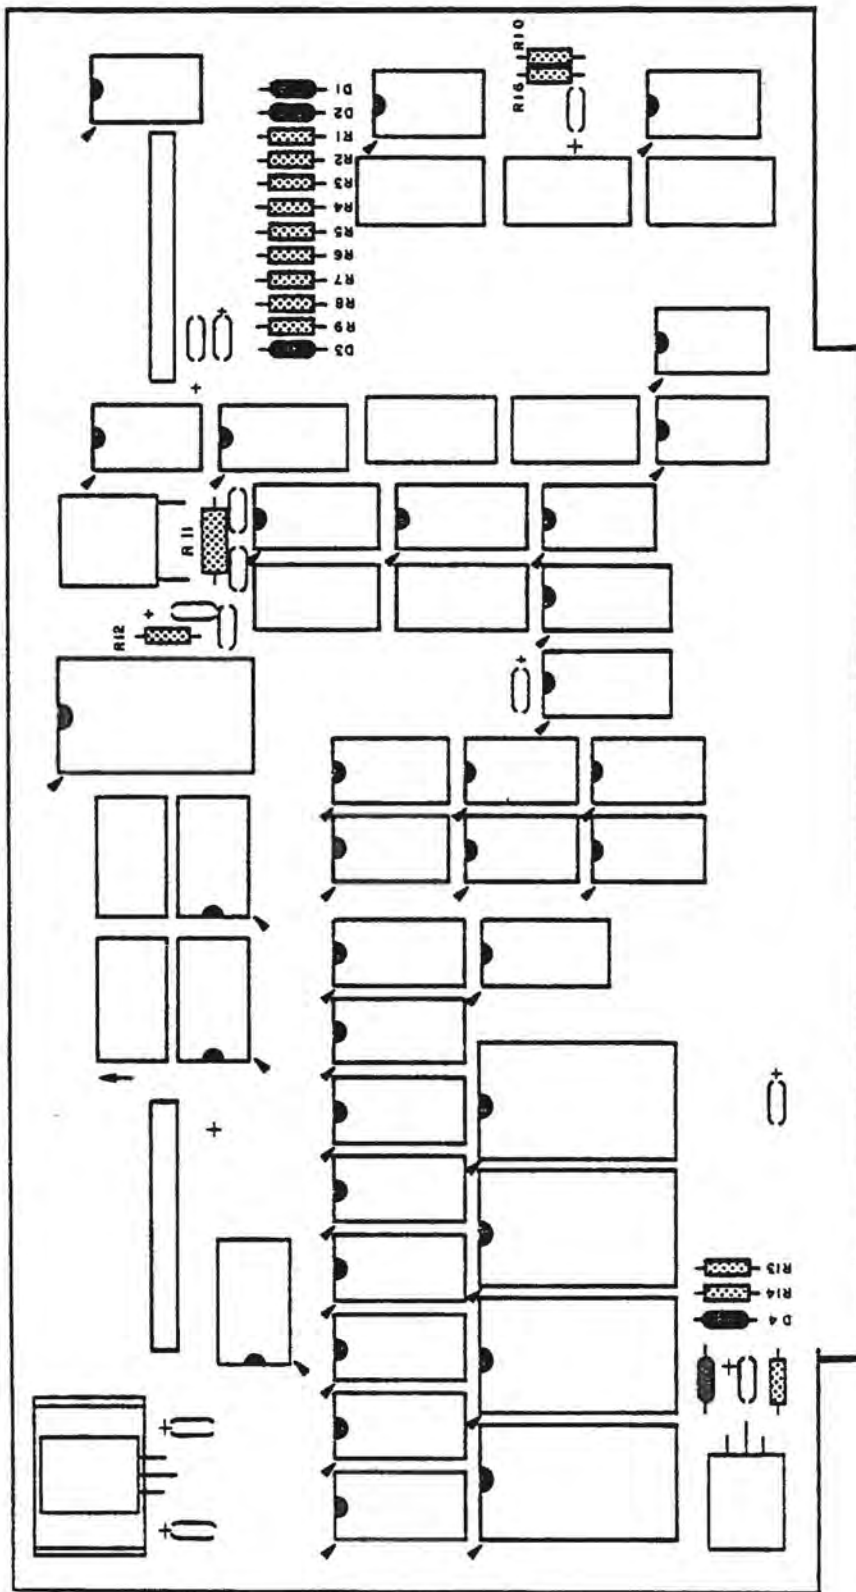 R10
R16
D1
D2
R1
R2
R3
R4
R5
R6
R7
R8
R9
D3
+
+
+
R11
+
R12
+
+
+
R13
R14
D4
+
+
+